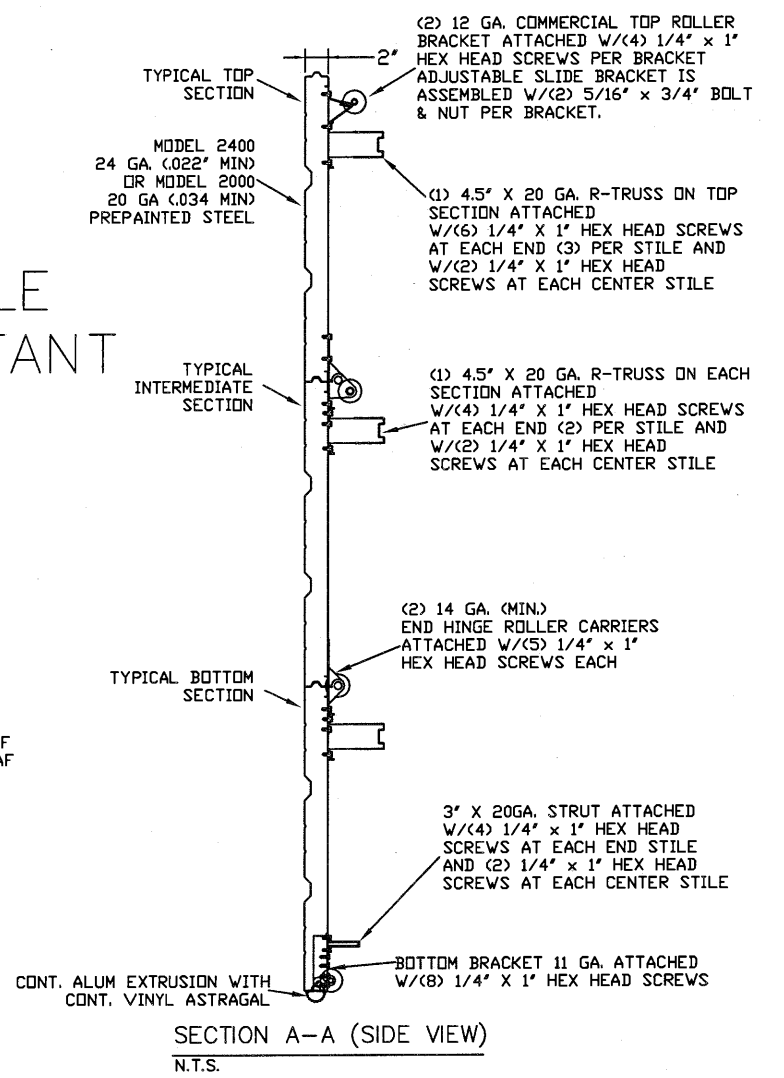 (2) 12 GA. COMMERCIAL TOP ROLLER
BRACKET ATTACHED W/(4) 1/4" x 1"
HEX HEAD SCREWS PER BRACKET
ADJUSTABLE SLIDE BRACKET IS
ASSEMBLED W/(2) 5/16" x 3/4" BOLT
& NUT PER BRACKET.
2"
TYPICAL TOP
SECTION
MODEL 2400
24 GA. (.022" MIN)
OR MODEL 2000
20 GA (.034 MIN)
PREPAINTED STEEL
(1) 4.5" X 20 GA. R-TRUSS ON TOP
SECTION ATTACHED
W/(6) 1/4" X 1" HEX HEAD SCREWS
AT EACH END (3) PER STILE AND
W/(2) 1/4" X 1" HEX HEAD
SCREWS AT EACH CENTER STILE
LE
TANT
TYPICAL
INTERMEDIATE
SECTION
(1) 4.5" X 20 GA. R-TRUSS ON EACH
SECTION ATTACHED
W/(4) 1/4" X 1" HEX HEAD SCREWS
AT EACH END (2) PER STILE AND
W/(2) 1/4" X 1" HEX HEAD
SCREWS AT EACH CENTER STILE
(2) 14 GA. (MIN.)
END HINGE ROLLER CARRIERS
ATTACHED W/(5) 1/4" x 1"
HEX HEAD SCREWS EACH
TYPICAL BOTTOM
SECTION
F
AF
3" X 20GA. STRUT ATTACHED
W/(4) 1/4" x 1" HEX HEAD
SCREWS AT EACH END STILE
AND (2) 1/4" x 1" HEX HEAD
SCREWS AT EACH CENTER STILE
BOTTOM BRACKET 11 GA. ATTACHED
W/(8) 1/4" X 1" HEX HEAD SCREWS
CONT. ALUM EXTRUSION WITH
CONT. VINYL ASTRAGAL
SECTION A-A (SIDE VIEW)
N.T.S.